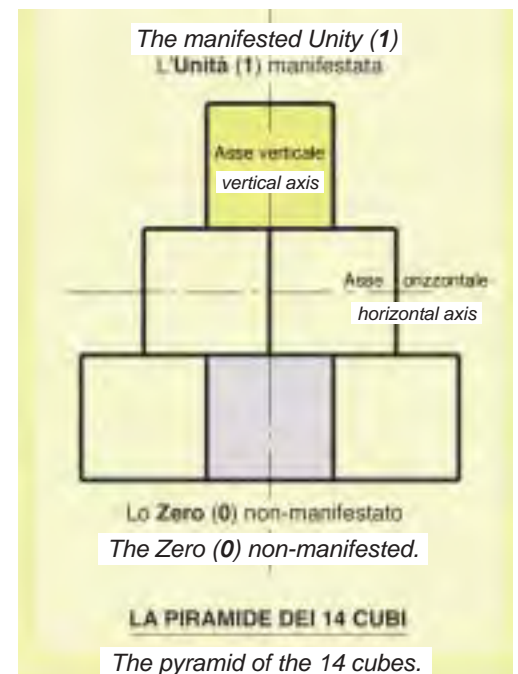 The manifested Unity (1)
L'Unità (1) manifestata
Asse verticale
vertical axis
Asse orizzontale
horizontal axis
Lo Zero (0) non-manifestato
The Zero (0) non-manifested.
LA PIRAMIDE DEI 14 CUBI
The pyramid of the 14 cubes.